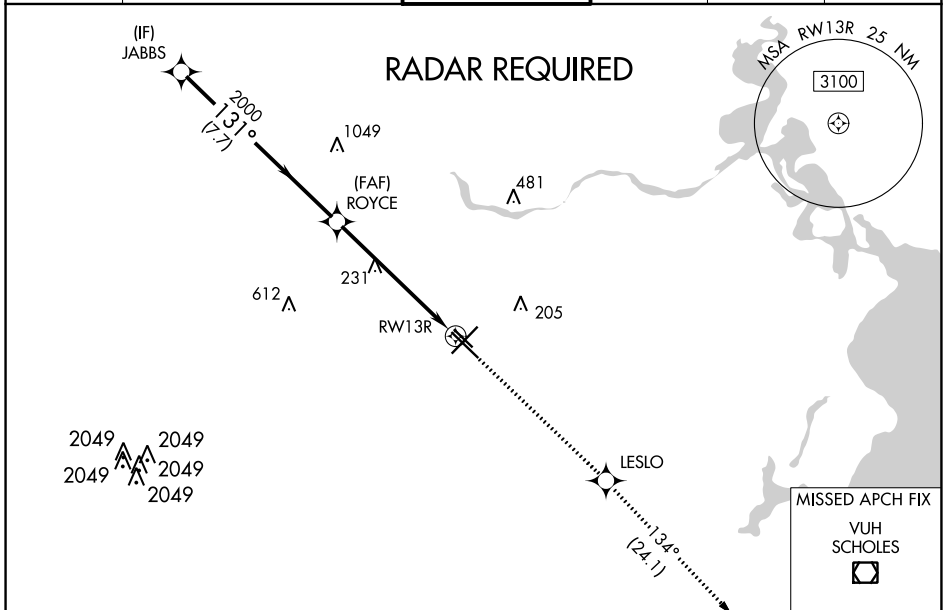 (IF)
JABBS
RADAR REQUIRED
MSA RW13R 25 NM
3100
2000
131°
(7.7)
1049
481
(FAF)
ROYCE
231
612
205
RW13R
2049 2049
2049 2049
2049
LESLO
134°
(24.1)
MISSED APCH FIX
VUH
SCHOLES